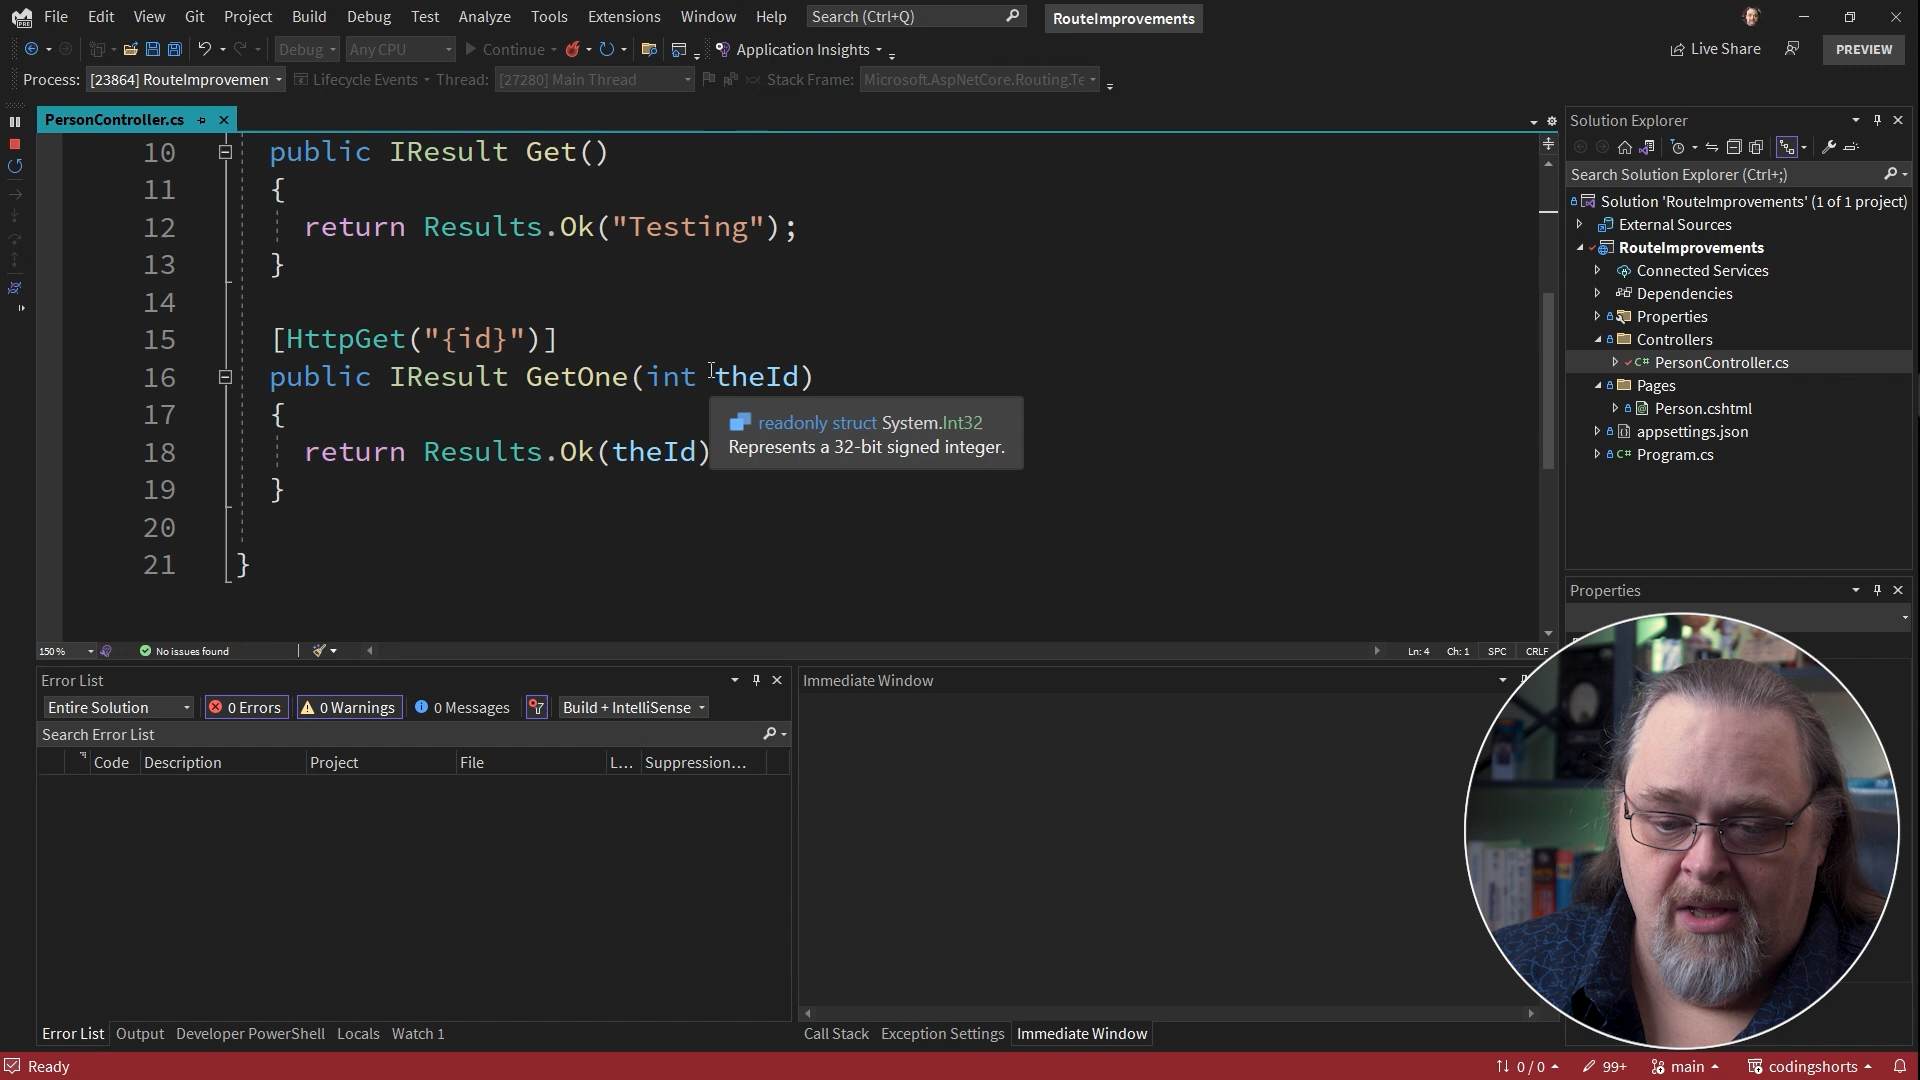 File Edit View Git Project Build Debug Test Analyze Tools Extensions Window Help Search (Ctrl+Q) RouteImprovements
Debug Any CPU Continue Application Insights Live Share PREVIEW
Process: [23864] RouteImprovemen Lifecycle Events Thread: [27280] Main Thread Stack Frame: Microsoft.AspNetCore.Routing.Te
PersonController.cs
10 public IResult Get()
11 {
12 return Results.Ok("Testing");
13 }
14
15 [HttpGet("{id}")]
16 public IResult GetOne(int theId)
17 {
18 return Results.Ok(theId)
19 }
20
21 }
readonly struct System.Int32
Represents a 32-bit signed integer.
150 % No issues found Ln: 4 Ch: 1 SPC CRLF
Solution Explorer
Search Solution Explorer (Ctrl+;)
Solution 'RouteImprovements' (1 of 1 project)
External Sources
RouteImprovements
Connected Services
Dependencies
Properties
Controllers
C# PersonController.cs
Pages
Person.cshtml
appsettings.json
C# Program.cs
Properties
Error List
Entire Solution 0 Errors 0 Warnings 0 Messages Build + IntelliSense
Search Error List
Code Description Project File L... Suppression...
Error List Output Developer PowerShell Locals Watch 1
Immediate Window
Call Stack Exception Settings Immediate Window
Ready 0 / 0 99+ main codingshorts